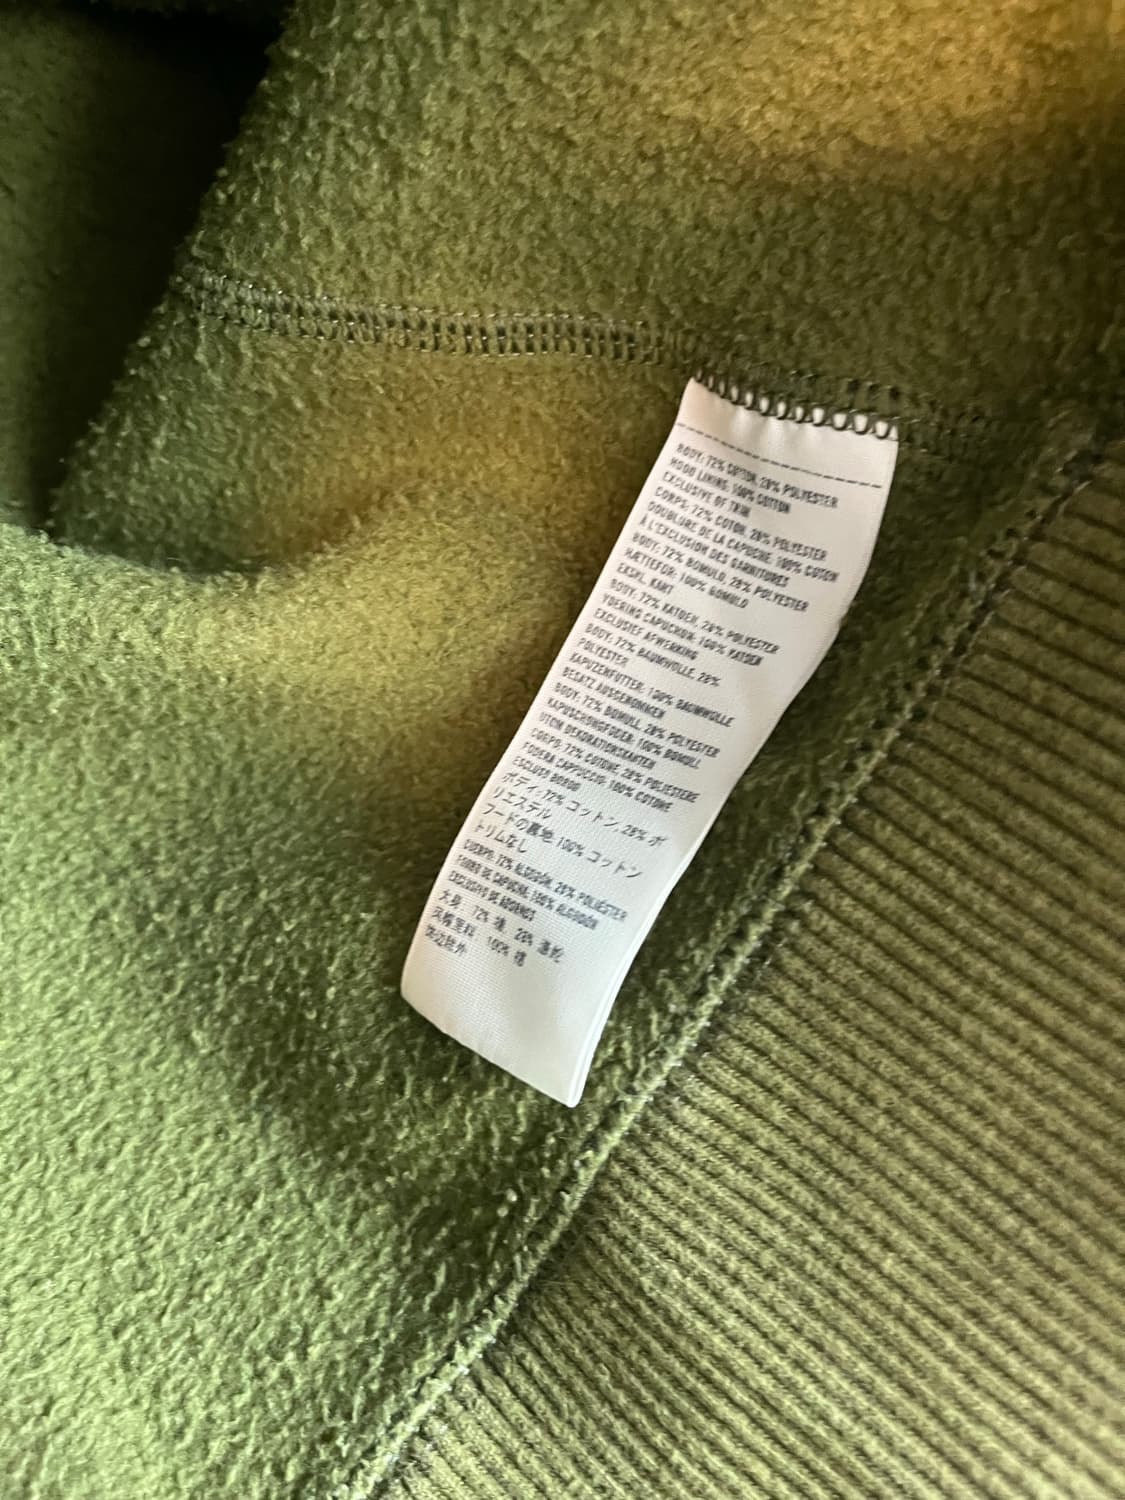 BODY: 72% COTTON, 28% POLYESTER
HOOD LINING: 100% COTTON
EXCLUSIVE OF TRIM
CORPS: 72% COTON, 28% POLYESTER
DOUBLURE DE LA CAPUCHE: 100% COTON
À L'EXCLUSION DES GARNITURES
BODY: 72% BOMULD, 28% POLYESTER
HÆTTEFOR: 100% BOMULD
EKSKL. KANT
BODY: 72% KATOEN, 28% POLYESTER
VOERING CAPUCHON: 100% KATOEN
EXCLUSIEF AFWERKING
BODY: 72% BAUMWOLLE, 28%
POLYESTER
KAPUZENFUTTER: 100% BAUMWOLLE
BESATZ AUSGENOMMEN
BODY: 72% BOMULL, 28% POLYESTER
KAPUSCHONGFODER: 100% BOMULL
UTOM DEKORATIONSKANTER
CORPO: 72% COTONE, 28% POLIESTERE
FODERA CAPPUCCIO: 100% COTONE
ESCLUSI BORDO
ボディ: 72% コットン, 28% ポ
リエステル
フードの裏地 100% コットン
トリムなし
CUERPO: 72% ALGODÓN, 28% POLIÉSTER
FORRO DE CAPUCHA: 100% ALGODÓN
EXCLUSIVO DE ADORNOS
大身: 72% 棉, 28% 涤纶
风帽里料: 100% 棉
饰边除外